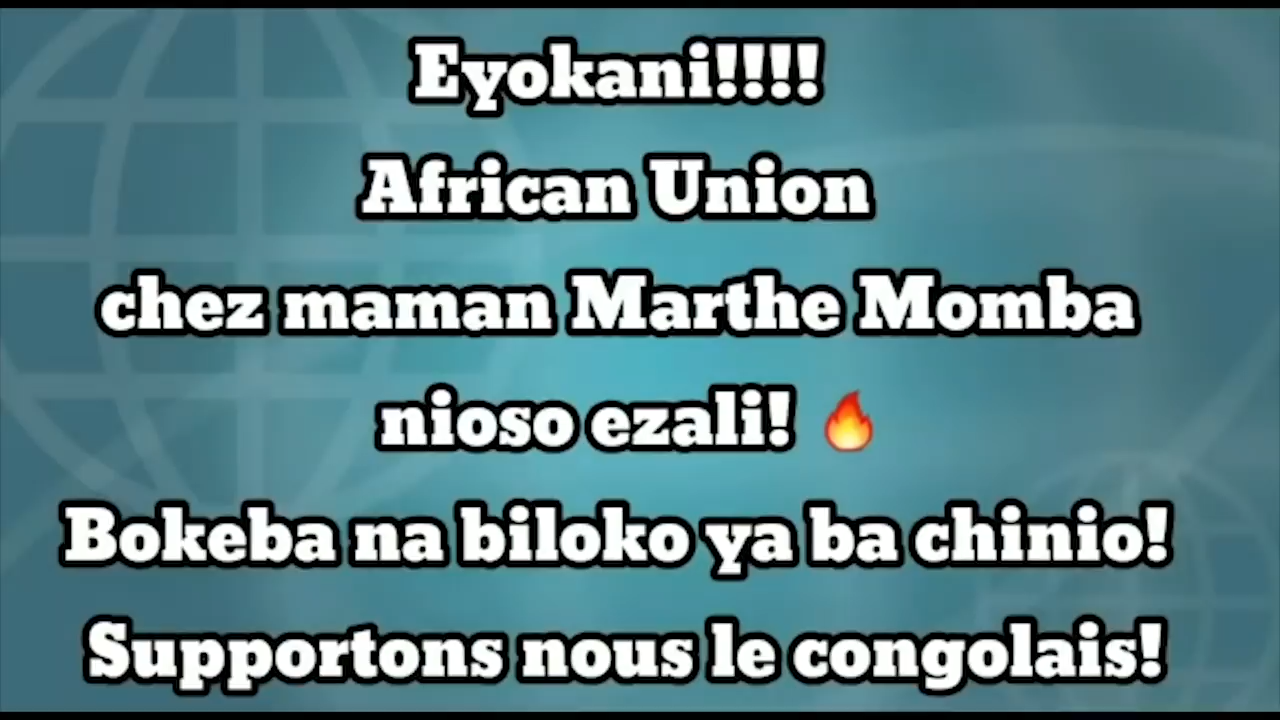 Eyokani!!!!
African Union
chez maman Marthe Momba
nioso ezali! 🔥
Bokeba na biloko ya ba chinio!
Supportons nous le congolais!